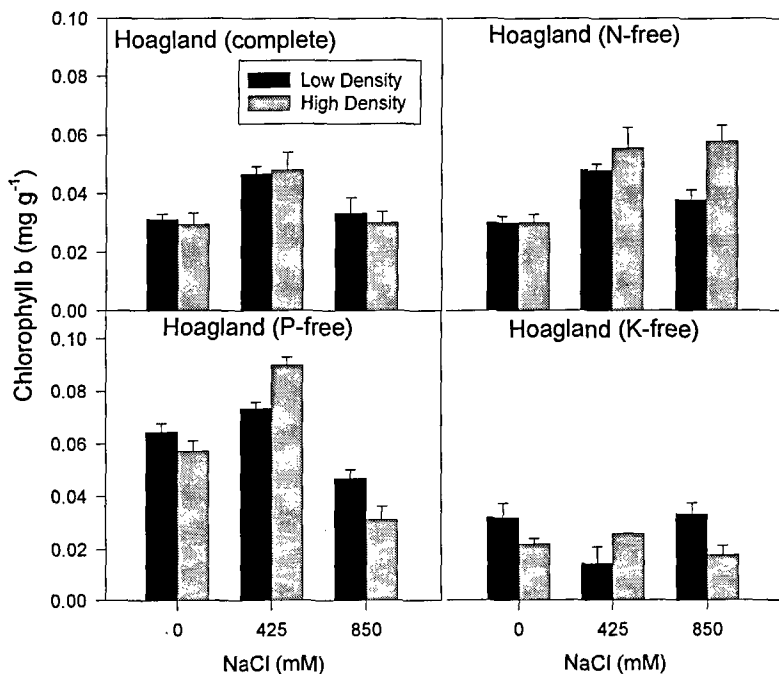 Hoagland (complete)
Hoagland (N-free)
Low Density
High Density
0.10
0.08
0.06
0.04
0.02
0.00
Chlorophyll b (mg g⁻¹)
Hoagland (P-free)
Hoagland (K-free)
0.10
0.08
0.06
0.04
0.02
0.00
0
425
850
0
425
850
NaCl (mM)
NaCl (mM)